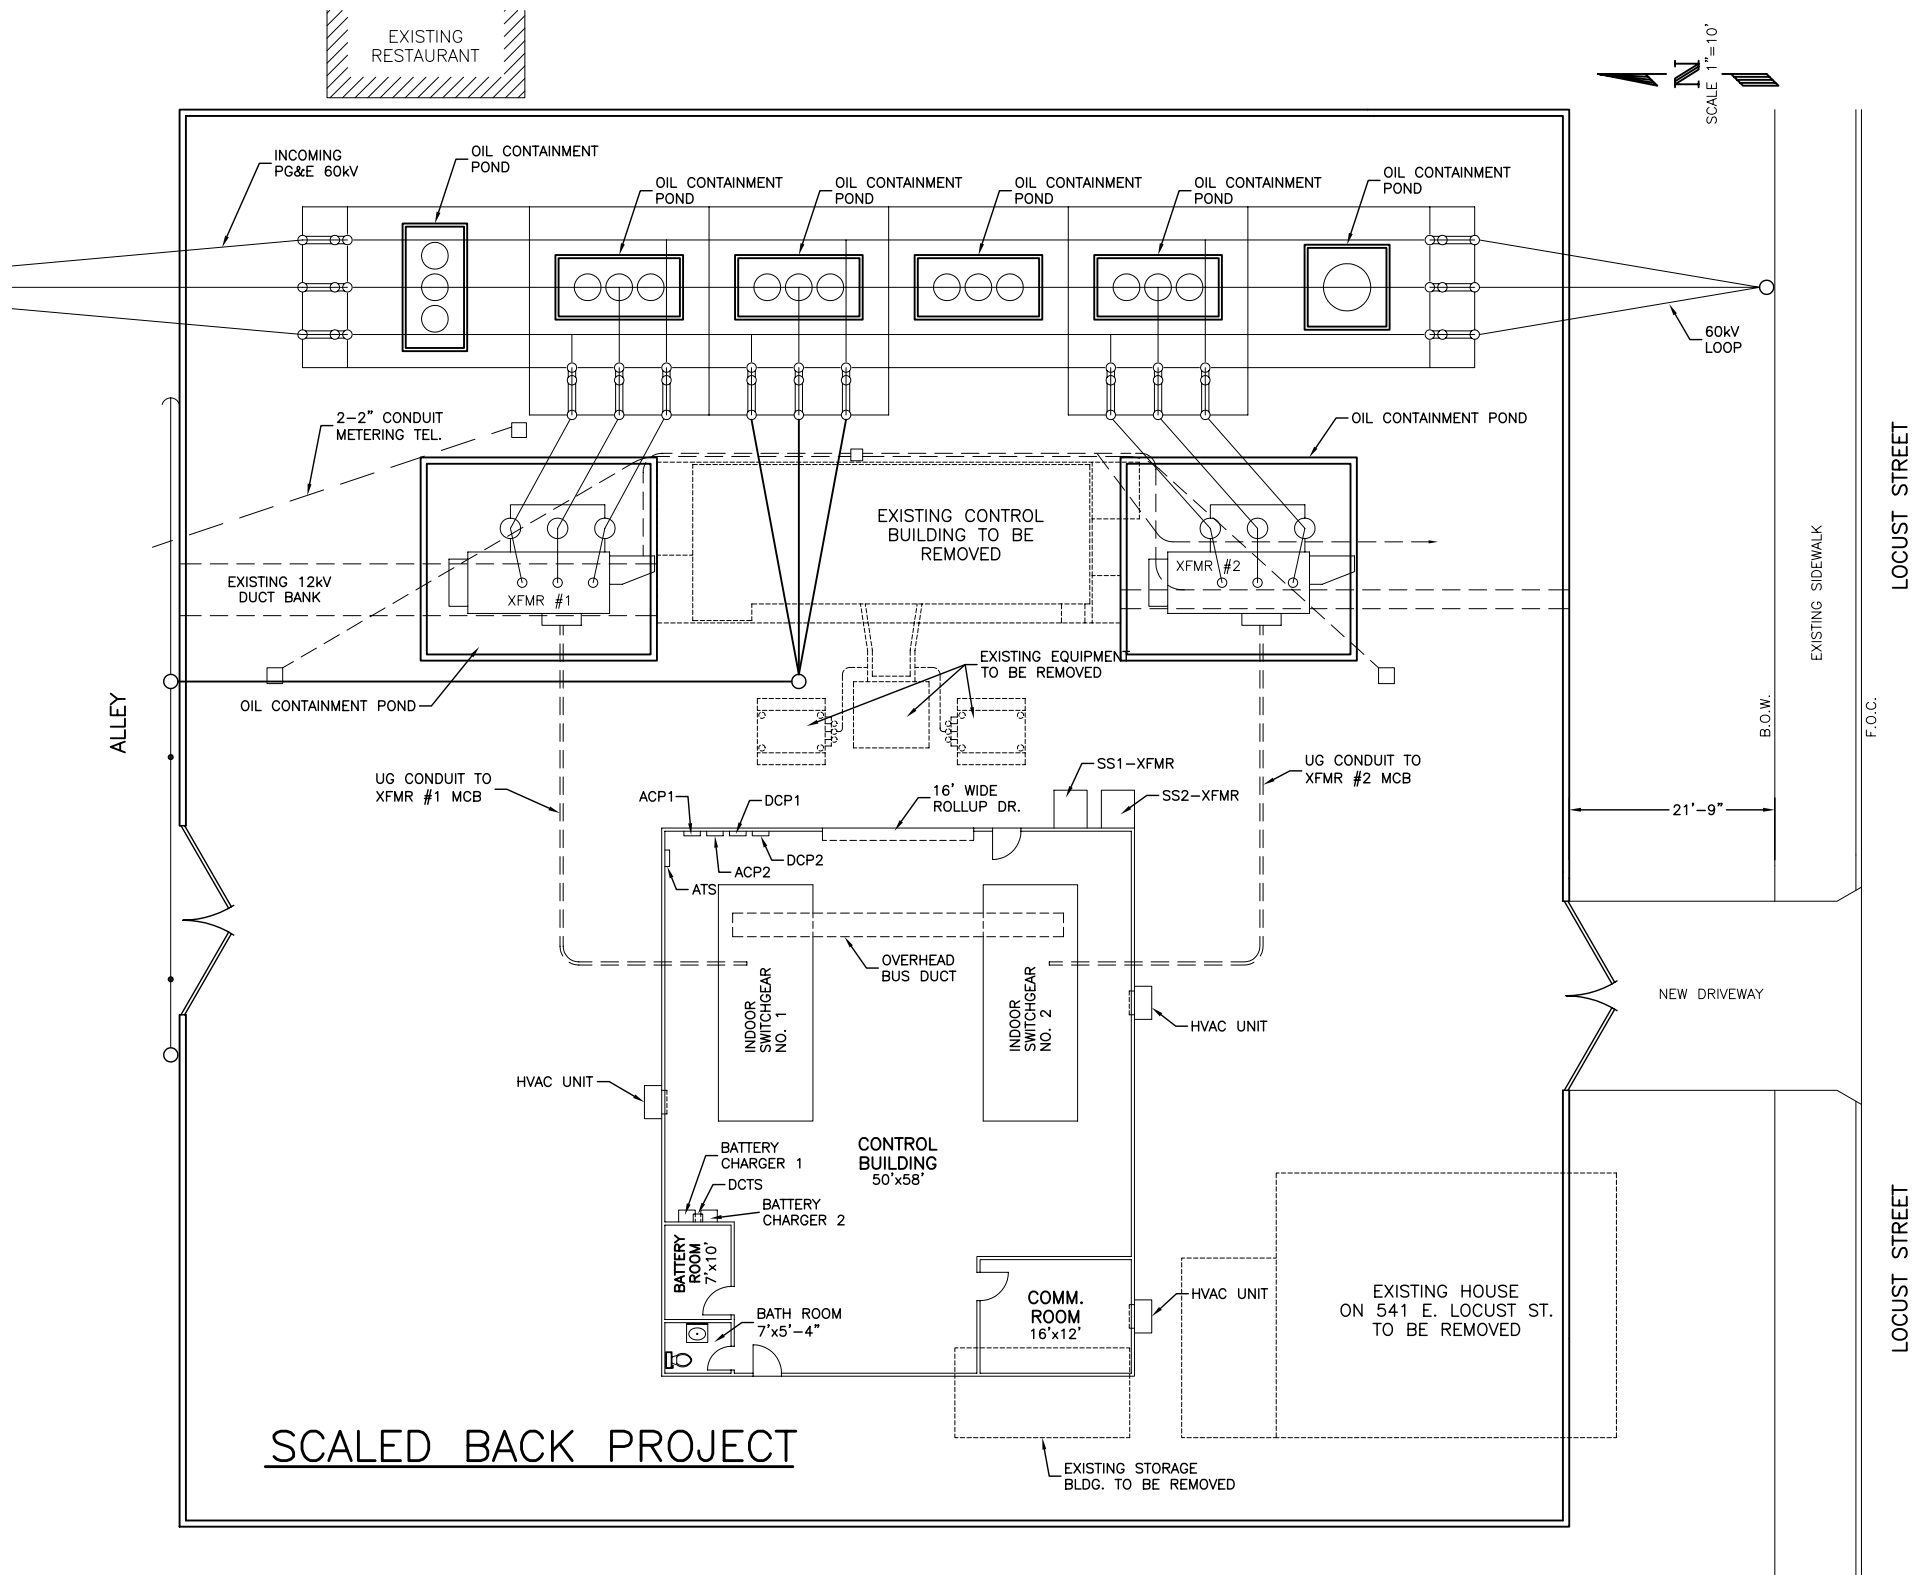 EXISTING
RESTAURANT
N
SCALE 1"=10'
INCOMING
PG&E 60kV
OIL CONTAINMENT
POND
OIL CONTAINMENT
POND
OIL CONTAINMENT
POND
OIL CONTAINMENT
POND
OIL CONTAINMENT
POND
OIL CONTAINMENT
POND
60kV
LOOP
2-2" CONDUIT
METERING TEL.
OIL CONTAINMENT POND
LOCUST STREET
EXISTING SIDEWALK
EXISTING CONTROL
BUILDING TO BE
REMOVED
EXISTING 12kV
DUCT BANK
XFMR #1
XFMR #2
EXISTING EQUIPMENT
TO BE REMOVED
OIL CONTAINMENT POND
ALLEY
B.O.W.
F.O.C.
UG CONDUIT TO
XFMR #1 MCB
ACP1
DCP1
16' WIDE
ROLLUP DR.
SS1-XFMR
SS2-XFMR
UG CONDUIT TO
XFMR #2 MCB
21'-9"
ACP2
DCP2
ATS
OVERHEAD
BUS DUCT
INDOOR
SWITCHGEAR
NO. 1
INDOOR
SWITCHGEAR
NO. 2
NEW DRIVEWAY
HVAC UNIT
HVAC UNIT
CONTROL
BUILDING
50'x58'
BATTERY
CHARGER 1
DCTS
BATTERY
CHARGER 2
BATTERY
ROOM
7'x10'
BATH ROOM
7'x5'-4"
COMM.
ROOM
16'x12'
HVAC UNIT
EXISTING HOUSE
ON 541 E. LOCUST ST.
TO BE REMOVED
LOCUST STREET
SCALED BACK PROJECT
EXISTING STORAGE
BLDG. TO BE REMOVED